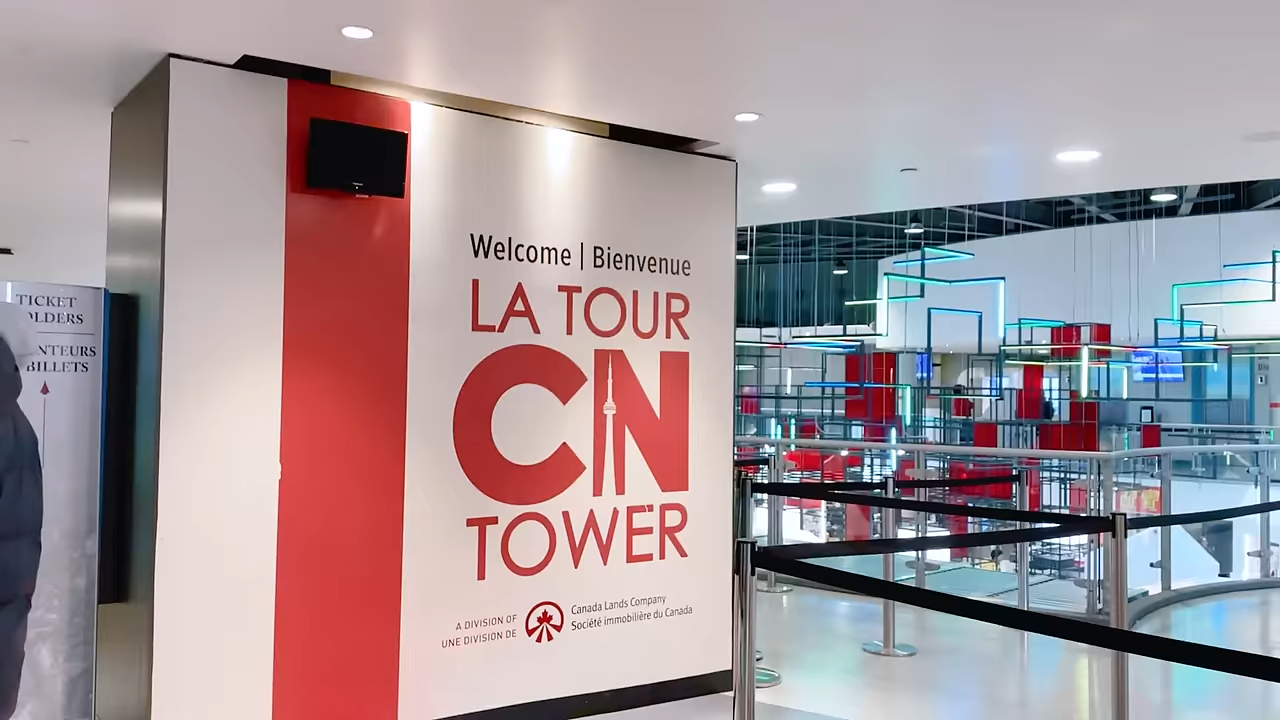 TICKET
OLDERS
NTEURS
BILLETS
Welcome | Bienvenue
LA TOUR
CN
TOWER
A DIVISION OF
UNE DIVISION DE
Canada Lands Company
Société immobilière du Canada